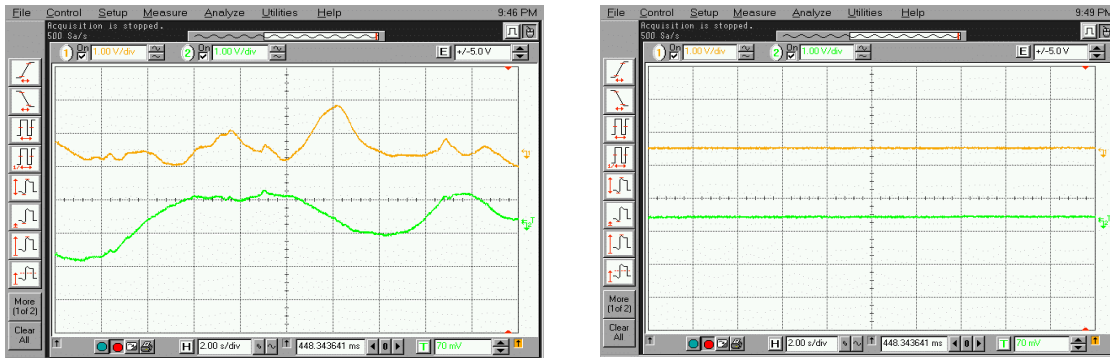 File Control Setup Measure Analyze Utilities Help 9:46 PM
Acquisition is stopped.
500 Sa/s
1 On 1.00 V/div 2 On 1.00 V/div E +/-5.0 V
More
(1of 2)
Clear
All
H 2.00 s/div 448.343641 ms 0 T 70 mV
File Control Setup Measure Analyze Utilities Help 9:49 PM
Acquisition is stopped.
500 Sa/s
1 On 1.00 V/div 2 On 1.00 V/div E +/-5.0 V
More
(1of 2)
Clear
All
H 2.00 s/div 448.343641 ms 0 T 70 mV